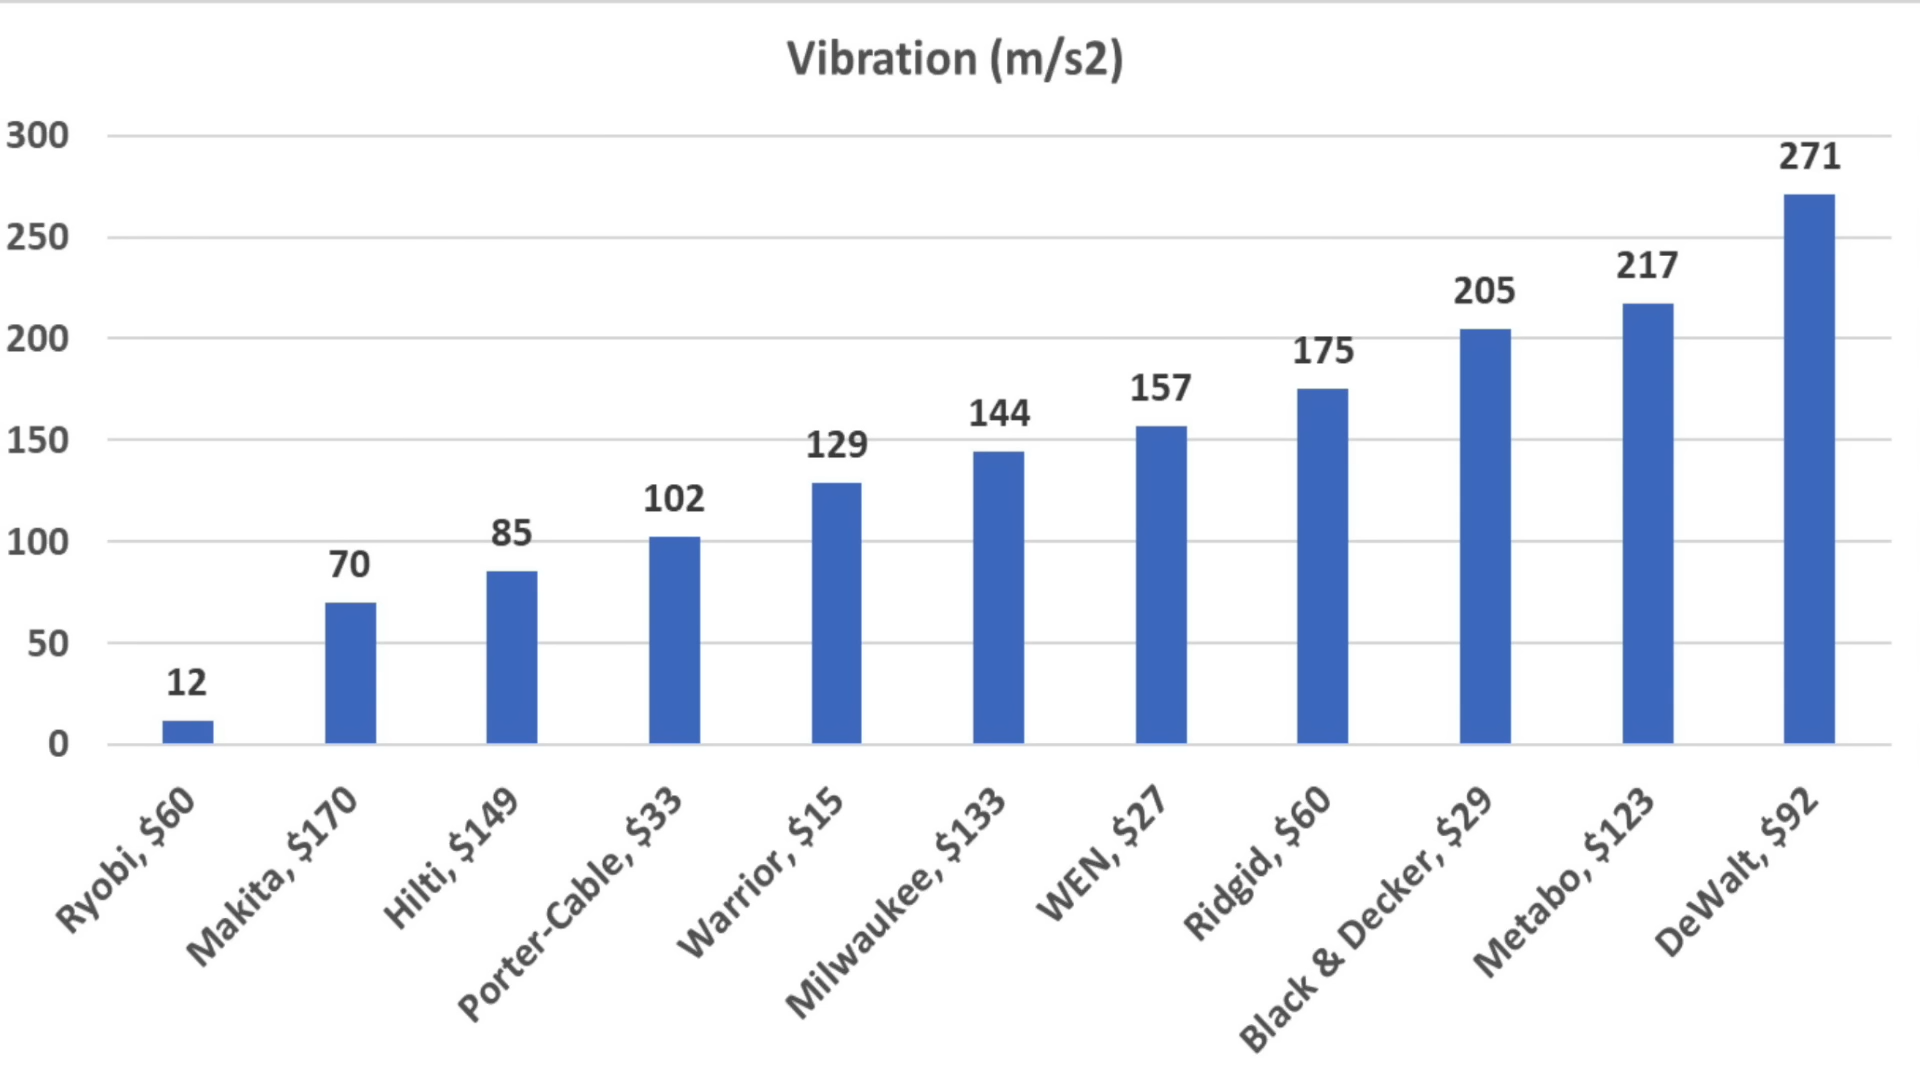 Vibration (m/s2)
300
250
200
150
100
50
0
12
70
85
102
129
144
157
175
205
217
271
Ryobi, $60
Makita, $170
Hilti, $149
Porter-Cable, $33
Warrior, $15
Milwaukee, $133
WEN, $27
Ridgid, $60
Black & Decker, $29
Metabo, $123
DeWalt, $92